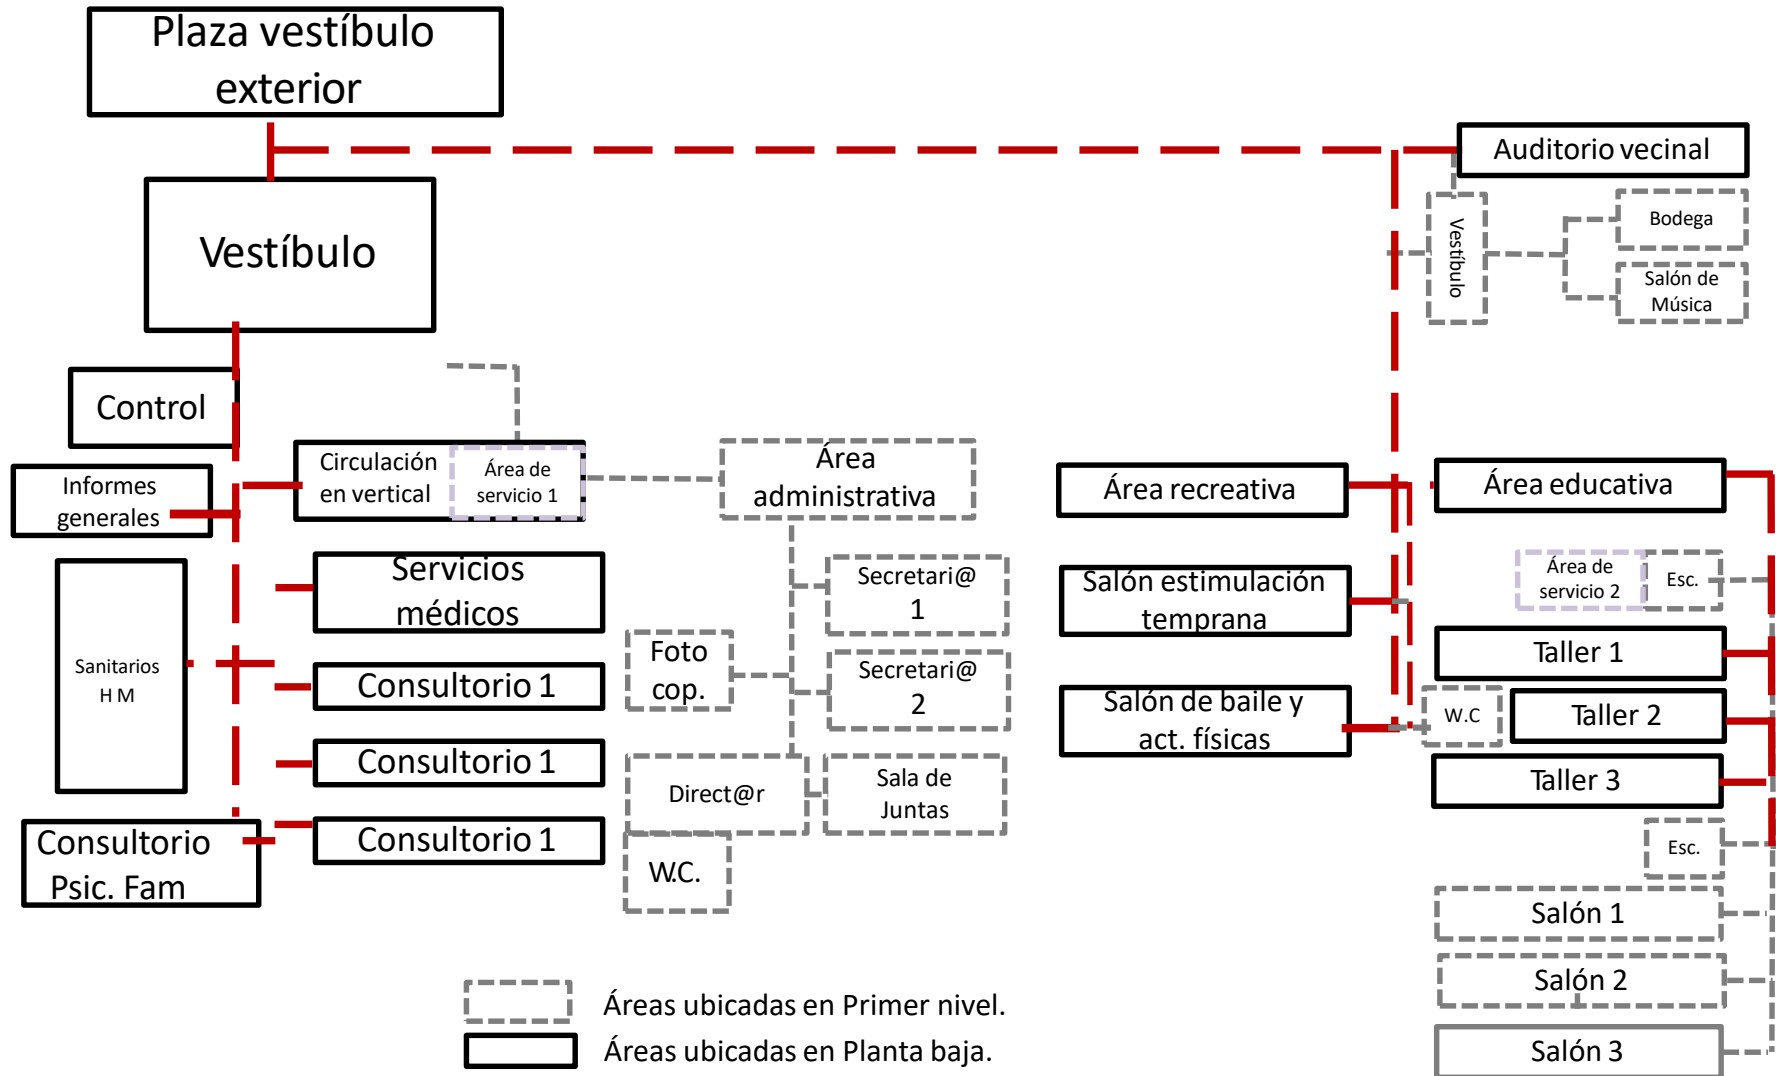 Plaza vestíbulo
exterior
Auditorio vecinal
Vestíbulo
Vestíbulo
Bodega
Salón de
Música
Control
Informes
generales
Circulación
en vertical
Área de
servicio 1
Área
administrativa
Área recreativa
Área educativa
Sanitarios
H M
Servicios
médicos
Secretari@
1
Salón estimulación
temprana
Área de
servicio 2
Esc.
Taller 1
Consultorio 1
Foto
cop.
Secretari@
2
Salón de baile y
act. físicas
W.C
Taller 2
Consultorio 1
Direct@r
Sala de
Juntas
Taller 3
Consultorio
Psic. Fam
Consultorio 1
W.C.
Esc.
Salón 1
Salón 2
Salón 3
Áreas ubicadas en Primer nivel.
Áreas ubicadas en Planta baja.